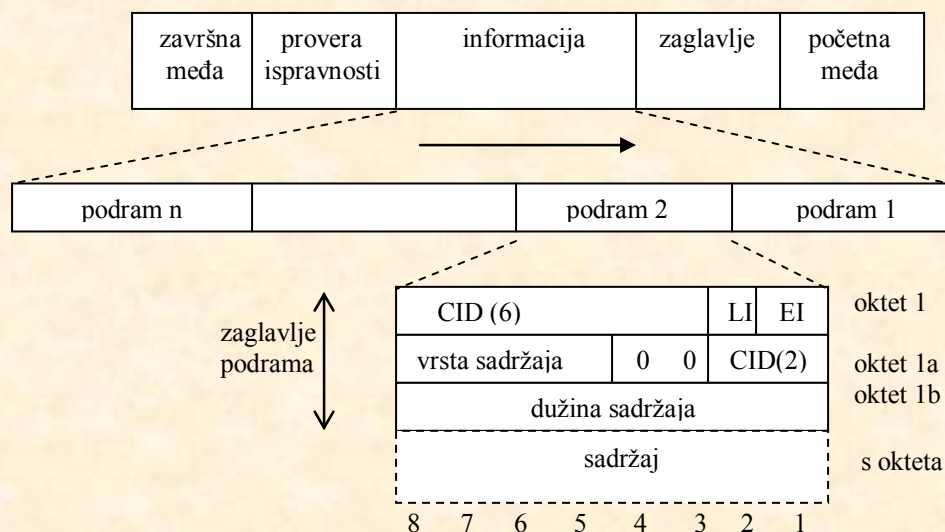 završna
međa
provera
ispravnosti
informacija
zaglavlje
početna
međa
podram n
podram 2
podram 1
zaglavlje
podrama
CID (6)
LI
EI
oktet 1
vrsta sadržaja
0
0
CID(2)
oktet 1a
dužina sadržaja
oktet 1b
sadržaj
s okteta
8 7 6 5 4 3 2 1